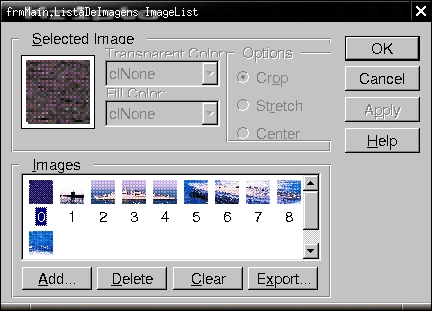 frmMain.ListaDeImagens ImageList
Selected Image
Transparent Color:
clNone
Fill Color:
clNone
Options
Crop
Stretch
Center
OK
Cancel
Apply
Help
Images
0 1 2 3 4 5 6 7 8
Add... Delete Clear Export...